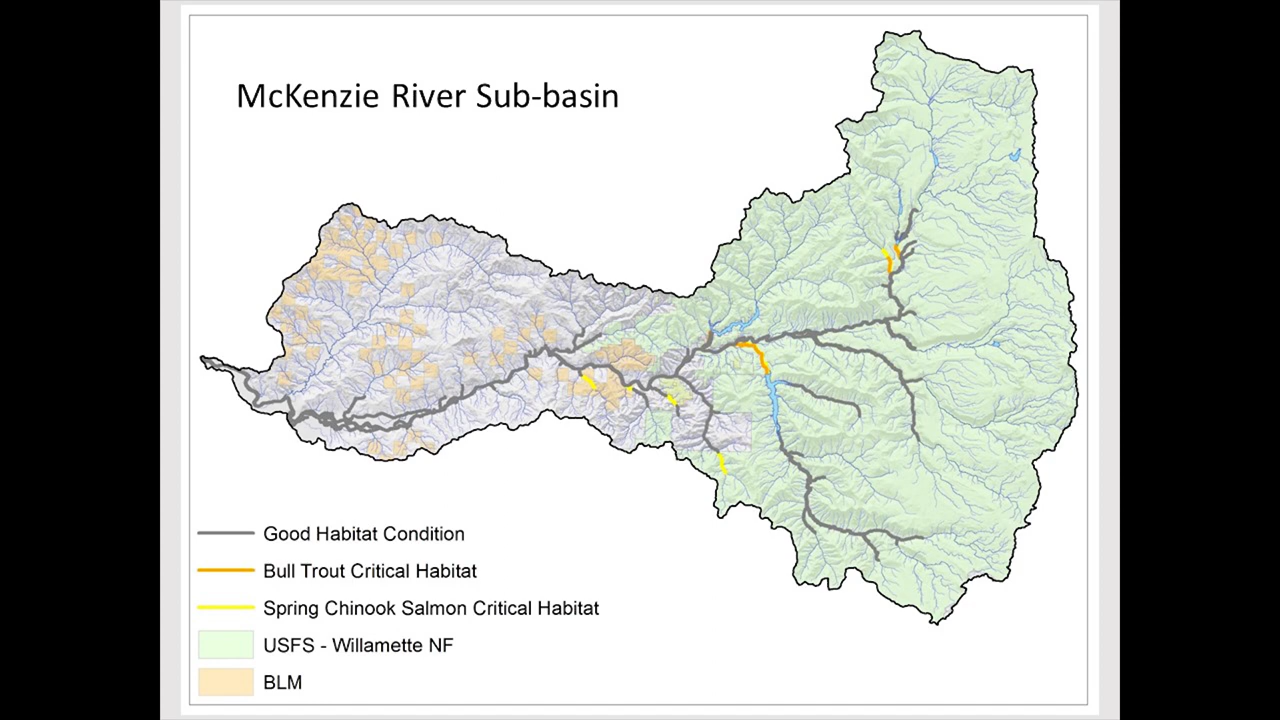 McKenzie River Sub-basin
Good Habitat Condition
Bull Trout Critical Habitat
Spring Chinook Salmon Critical Habitat
USFS - Willamette NF
BLM